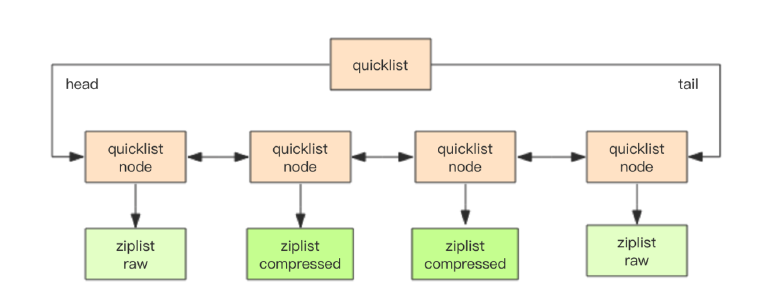 quicklist
head
tail
quicklist
node
quicklist
node
quicklist
node
quicklist
node
ziplist
raw
ziplist
compressed
ziplist
compressed
ziplist
raw